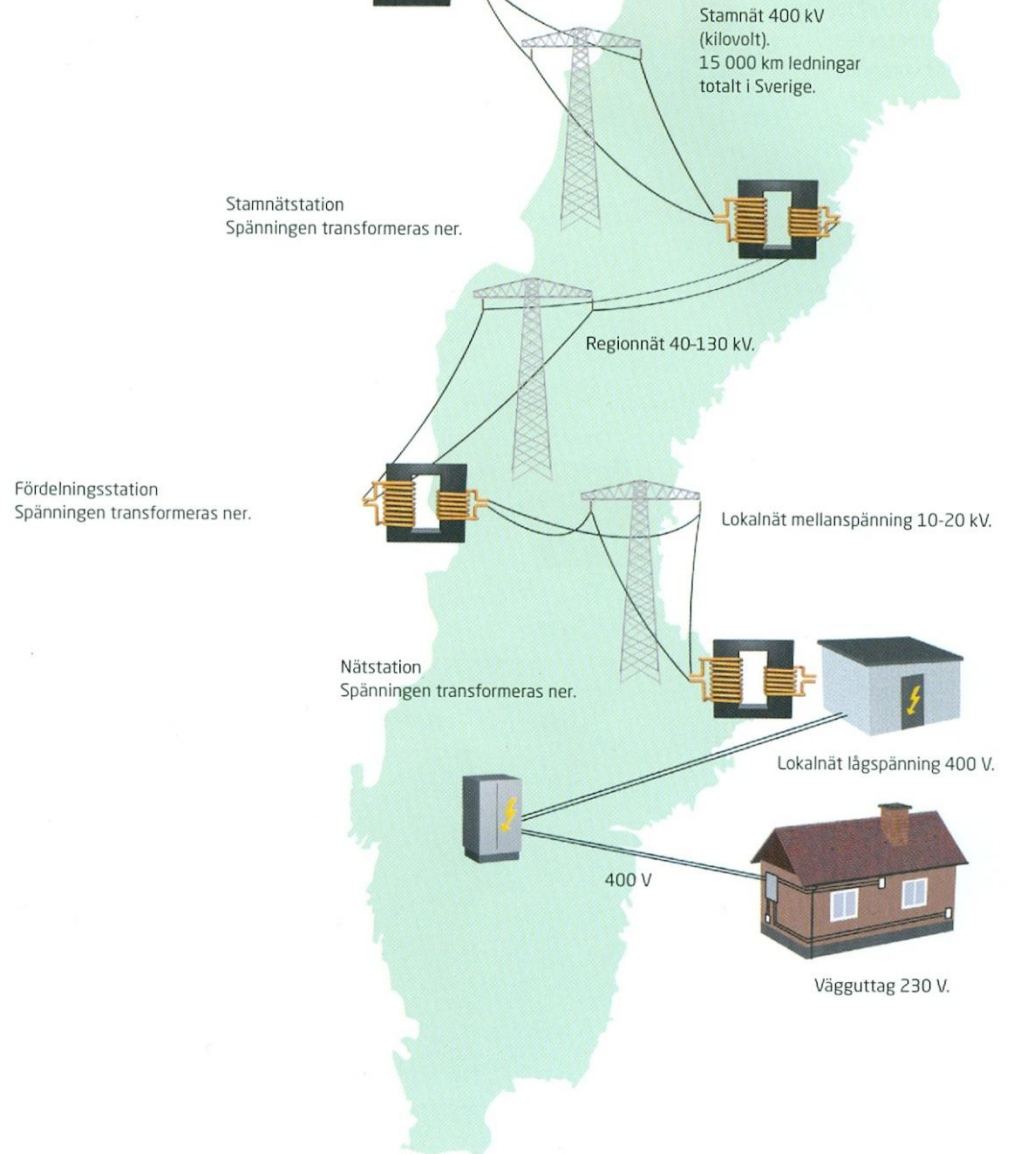 Stamnät 400 kV
(kilovolt).
15 000 km ledningar
totalt i Sverige.
Stamnätstation
Spänningen transformeras ner.
Regionnät 40-130 kV.
Fördelningsstation
Spänningen transformeras ner.
Lokalnät mellanspänning 10-20 kV.
Nätstation
Spänningen transformeras ner.
Lokalnät lågspänning 400 V.
400 V
Vägguttag 230 V.